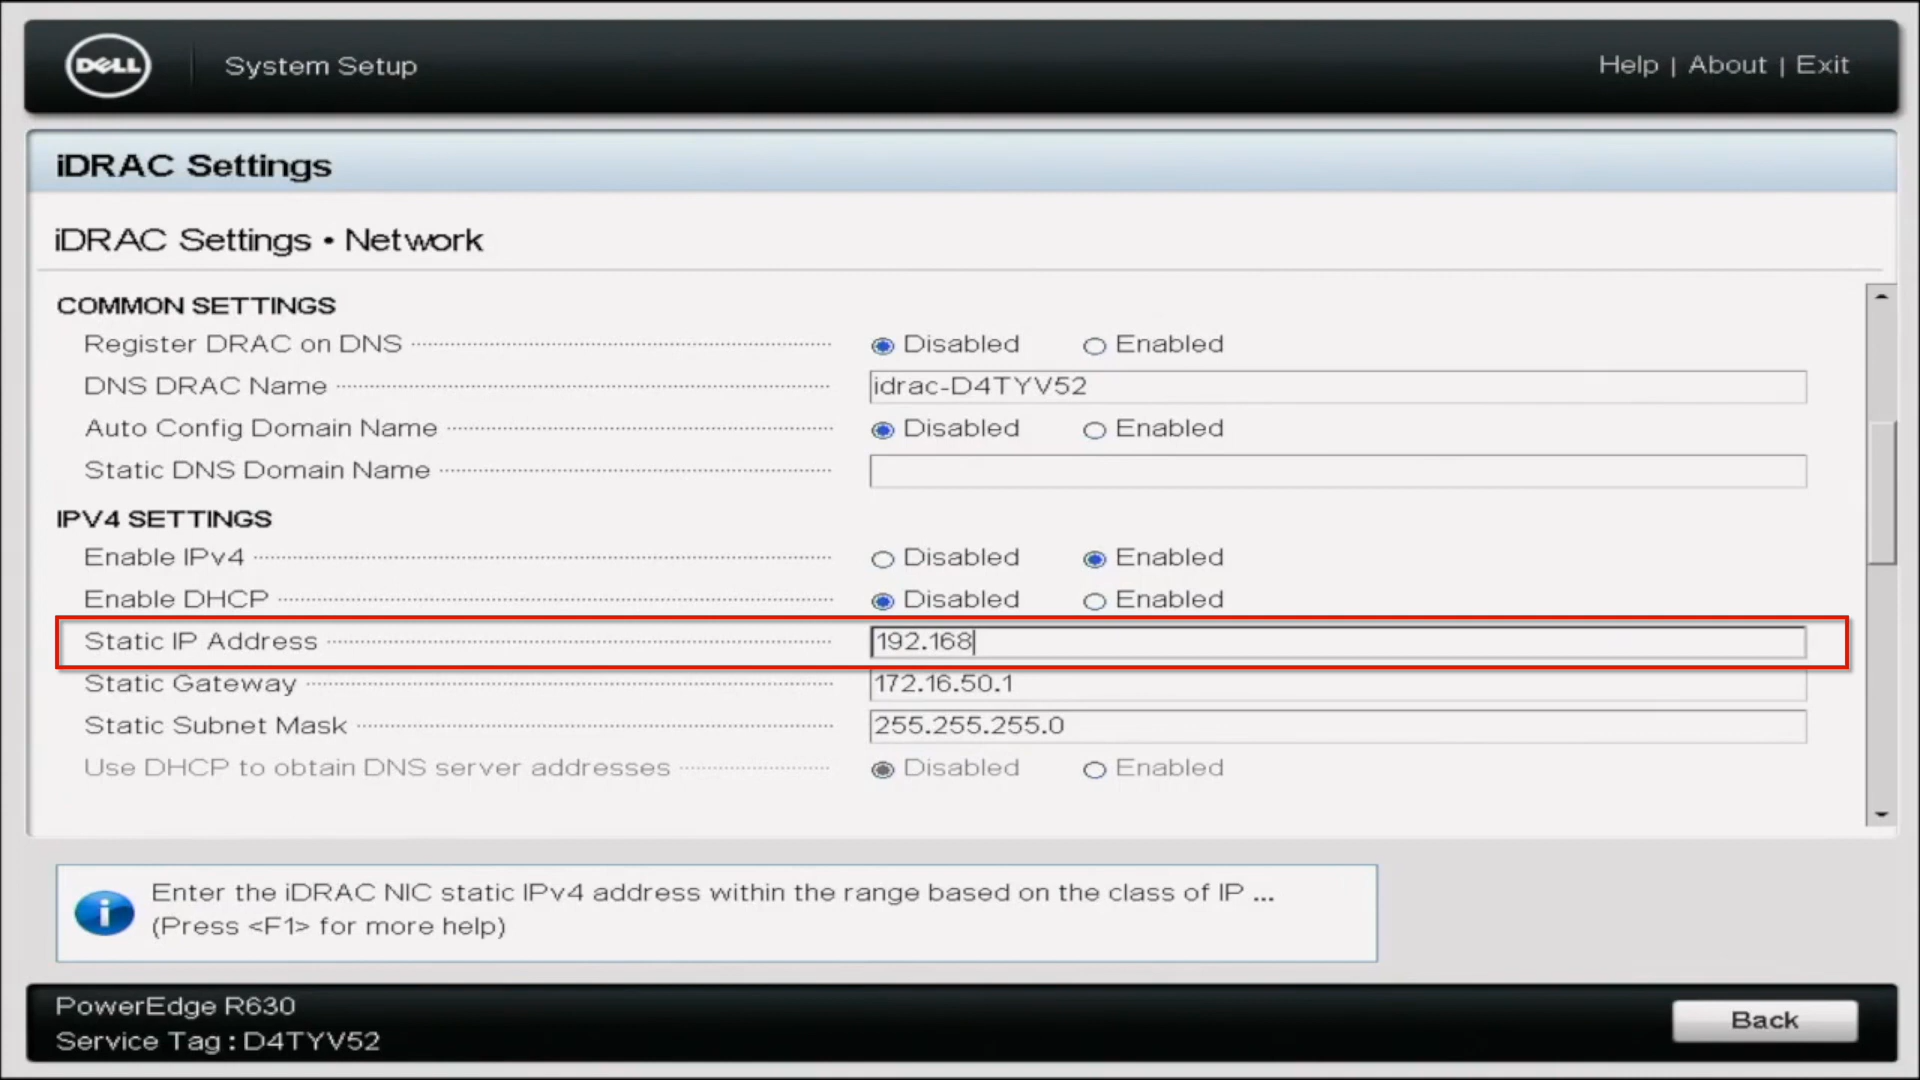 DELL System Setup Help | About | Exit
iDRAC Settings
iDRAC Settings • Network
COMMON SETTINGS
Register DRAC on DNS Disabled Enabled
DNS DRAC Name idrac-D4TYV52
Auto Config Domain Name Disabled Enabled
Static DNS Domain Name
IPV4 SETTINGS
Enable IPv4 Disabled Enabled
Enable DHCP Disabled Enabled
Static IP Address 192.168
Static Gateway 172.16.50.1
Static Subnet Mask 255.255.255.0
Use DHCP to obtain DNS server addresses Disabled Enabled
Enter the iDRAC NIC static IPv4 address within the range based on the class of IP ...
(Press <F1> for more help)
PowerEdge R630
Service Tag : D4TYV52
Back